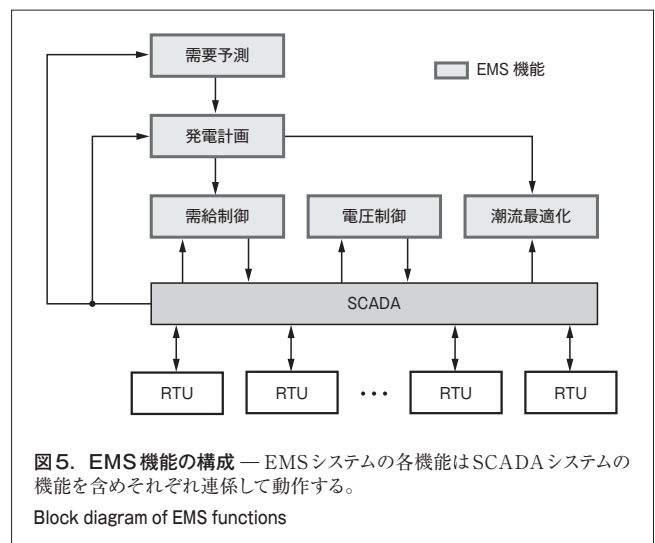 需要予測
EMS 機能
発電計画
需給制御
電圧制御
潮流最適化
SCADA
RTU
RTU
• • •
RTU
RTU
図5. EMS機能の構成 — EMSシステムの各機能はSCADAシステムの
機能を含めそれぞれ連係して動作する。
Block diagram of EMS functions